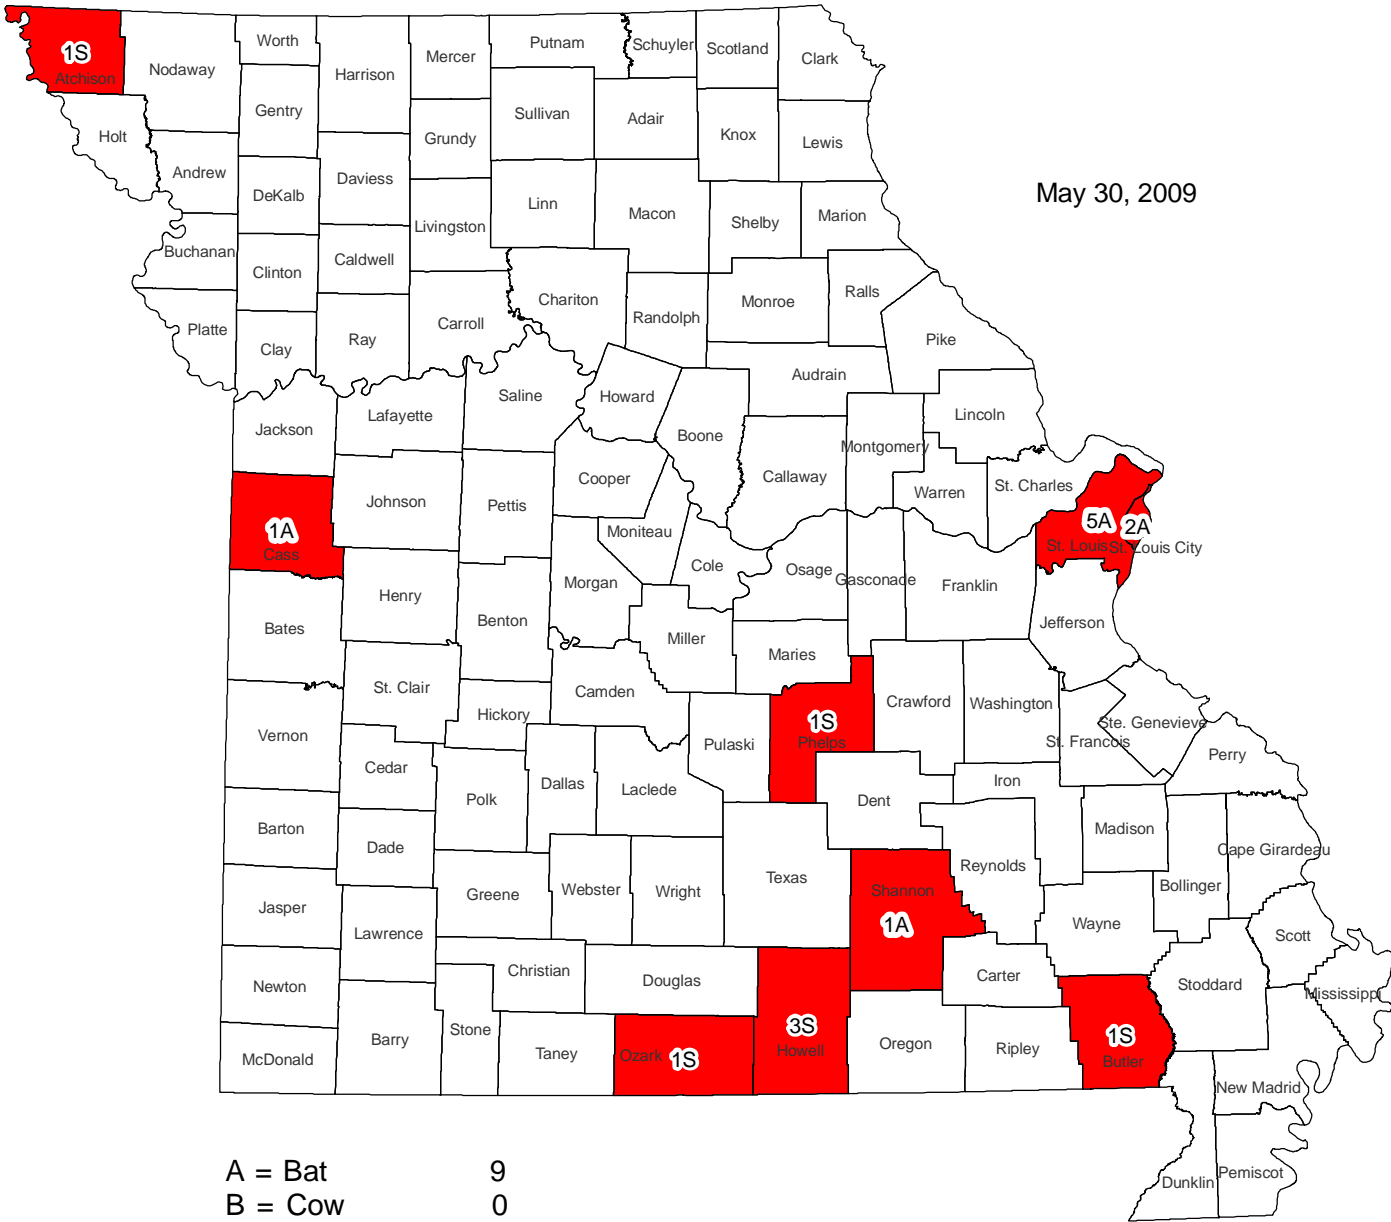 Worth
Putnam
Schuyler
Scotland
Clark
Mercer
1S
Atchison
Nodaway
Harrison
Gentry
Sullivan
Adair
Knox
Lewis
Holt
Grundy
Andrew
DeKalb
Daviess
May 30, 2009
Linn
Macon
Shelby
Marion
Livingston
Buchanan
Clinton
Caldwell
Chariton
Randolph
Monroe
Ralls
Platte
Clay
Ray
Carroll
Pike
Audrain
Saline
Howard
Jackson
Lafayette
Boone
Lincoln
Montgomery
Cooper
Callaway
Warren
St. Charles
Johnson
Pettis
1A
Cass
Moniteau
5A
2A
St. Louis
St. Louis City
Cole
Osage
Gasconade
Franklin
Morgan
Henry
Benton
Bates
Miller
Jefferson
Maries
St. Clair
Camden
Crawford
Washington
Hickory
1S
Phelps
Ste. Genevieve
St. Francois
Vernon
Pulaski
Perry
Cedar
Dallas
Laclede
Polk
Dent
Iron
Barton
Dade
Madison
Cape Girardeau
Reynolds
Texas
Shannon
Bollinger
Greene
Webster
Wright
Jasper
1A
Wayne
Lawrence
Scott
Christian
Douglas
Carter
Stoddard
Newton
Mississippi
Stone
3S
Howell
1S
Butler
Barry
Oregon
Ripley
McDonald
Taney
Ozark
1S
New Madrid
A = Bat 9
Dunklin
Pemiscot
B = Cow 0